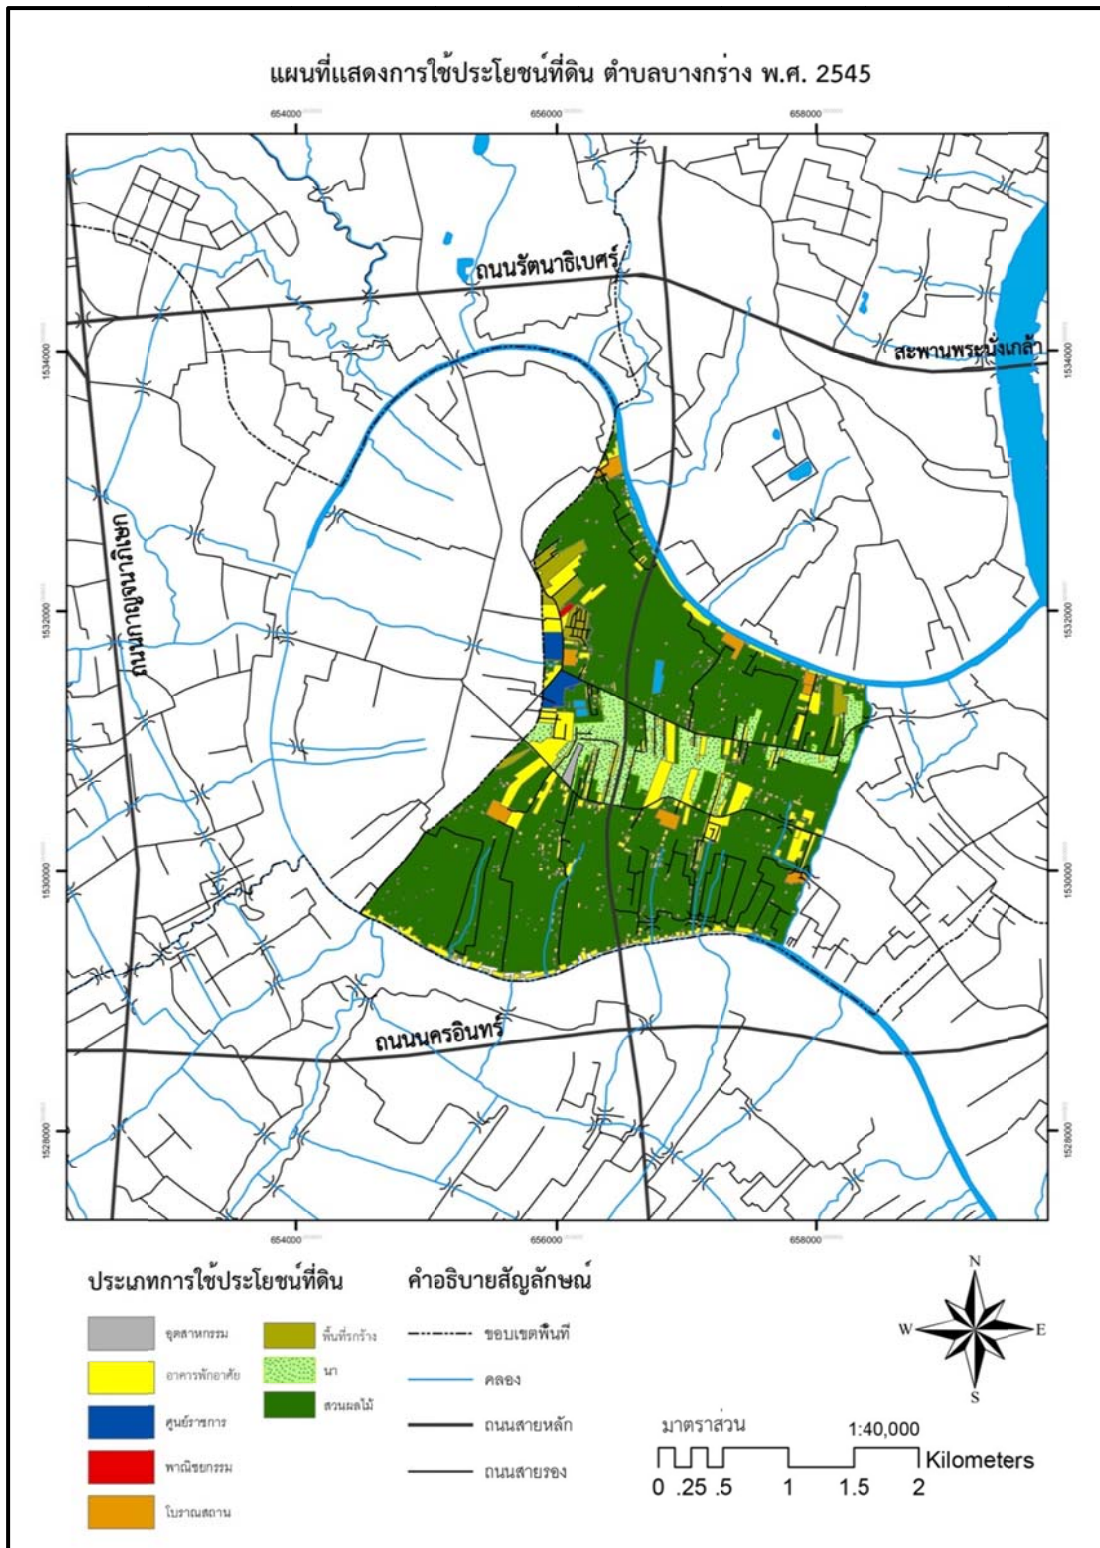 แผนที่แสดงการใช้ประโยชน์ที่ดิน ตำบลบางกร่าง พ.ศ. 2545
654000 656000 658000
ถนนรัตนาธิเบศร์
สะพานพระนั่งเกล้า
1534000 1534000
ถนนกาญจนาภิเษก
1532000 1532000
1530000 1530000
ถนนนครอินทร์
1528000 1528000
654000 656000 658000
ประเภทการใช้ประโยชน์ที่ดิน
อุตสาหกรรม
อาคารพักอาศัย
ศูนย์ราชการ
พาณิชยกรรม
โบราณสถาน
พื้นที่รกร้าง
นา
สวนผลไม้
คำอธิบายสัญลักษณ์
ขอบเขตพื้นที่
คลอง
ถนนสายหลัก
ถนนสายรอง
N
W E
S
มาตราส่วน 1:40,000
Kilometers
0 .25 .5 1 1.5 2